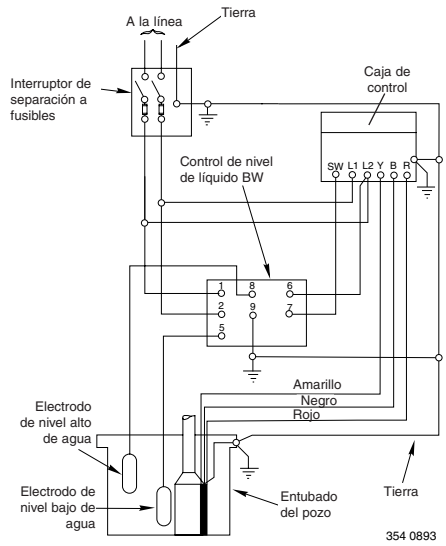 A la línea
Tierra
Interruptor de
separación a
fusibles
Caja de
control
Control de nivel
de líquido BW
SW L1 L2 Y B R
1 8 6
2 9 7
5
Amarillo
Negro
Rojo
Electrodo
de nivel alto
de agua
Electrodo de
nivel bajo de
agua
Entubado
del pozo
Tierra
354 0893